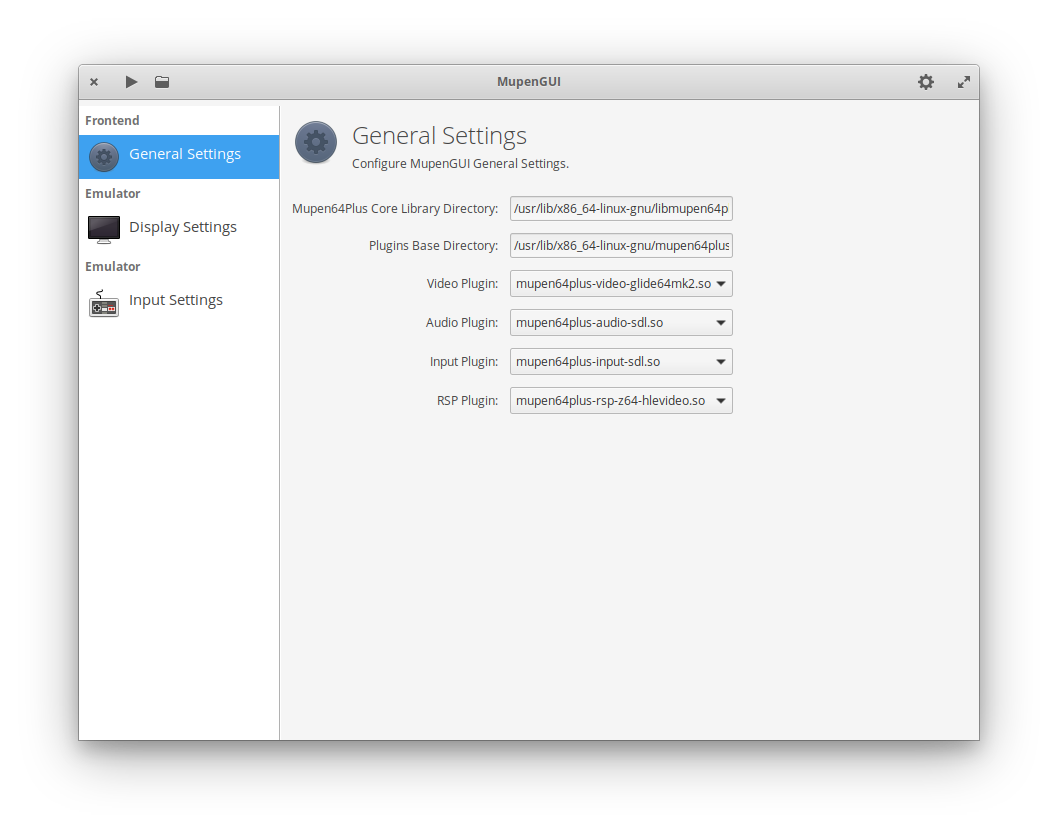 MupenGUI
Frontend
General Settings
Emulator
Display Settings
Emulator
Input Settings
General Settings
Configure MupenGUI General Settings.
Mupen64Plus Core Library Directory: /usr/lib/x86_64-linux-gnu/libmupen64p
Plugins Base Directory: /usr/lib/x86_64-linux-gnu/mupen64plus
Video Plugin: mupen64plus-video-glide64mk2.so
Audio Plugin: mupen64plus-audio-sdl.so
Input Plugin: mupen64plus-input-sdl.so
RSP Plugin: mupen64plus-rsp-z64-hlevideo.so